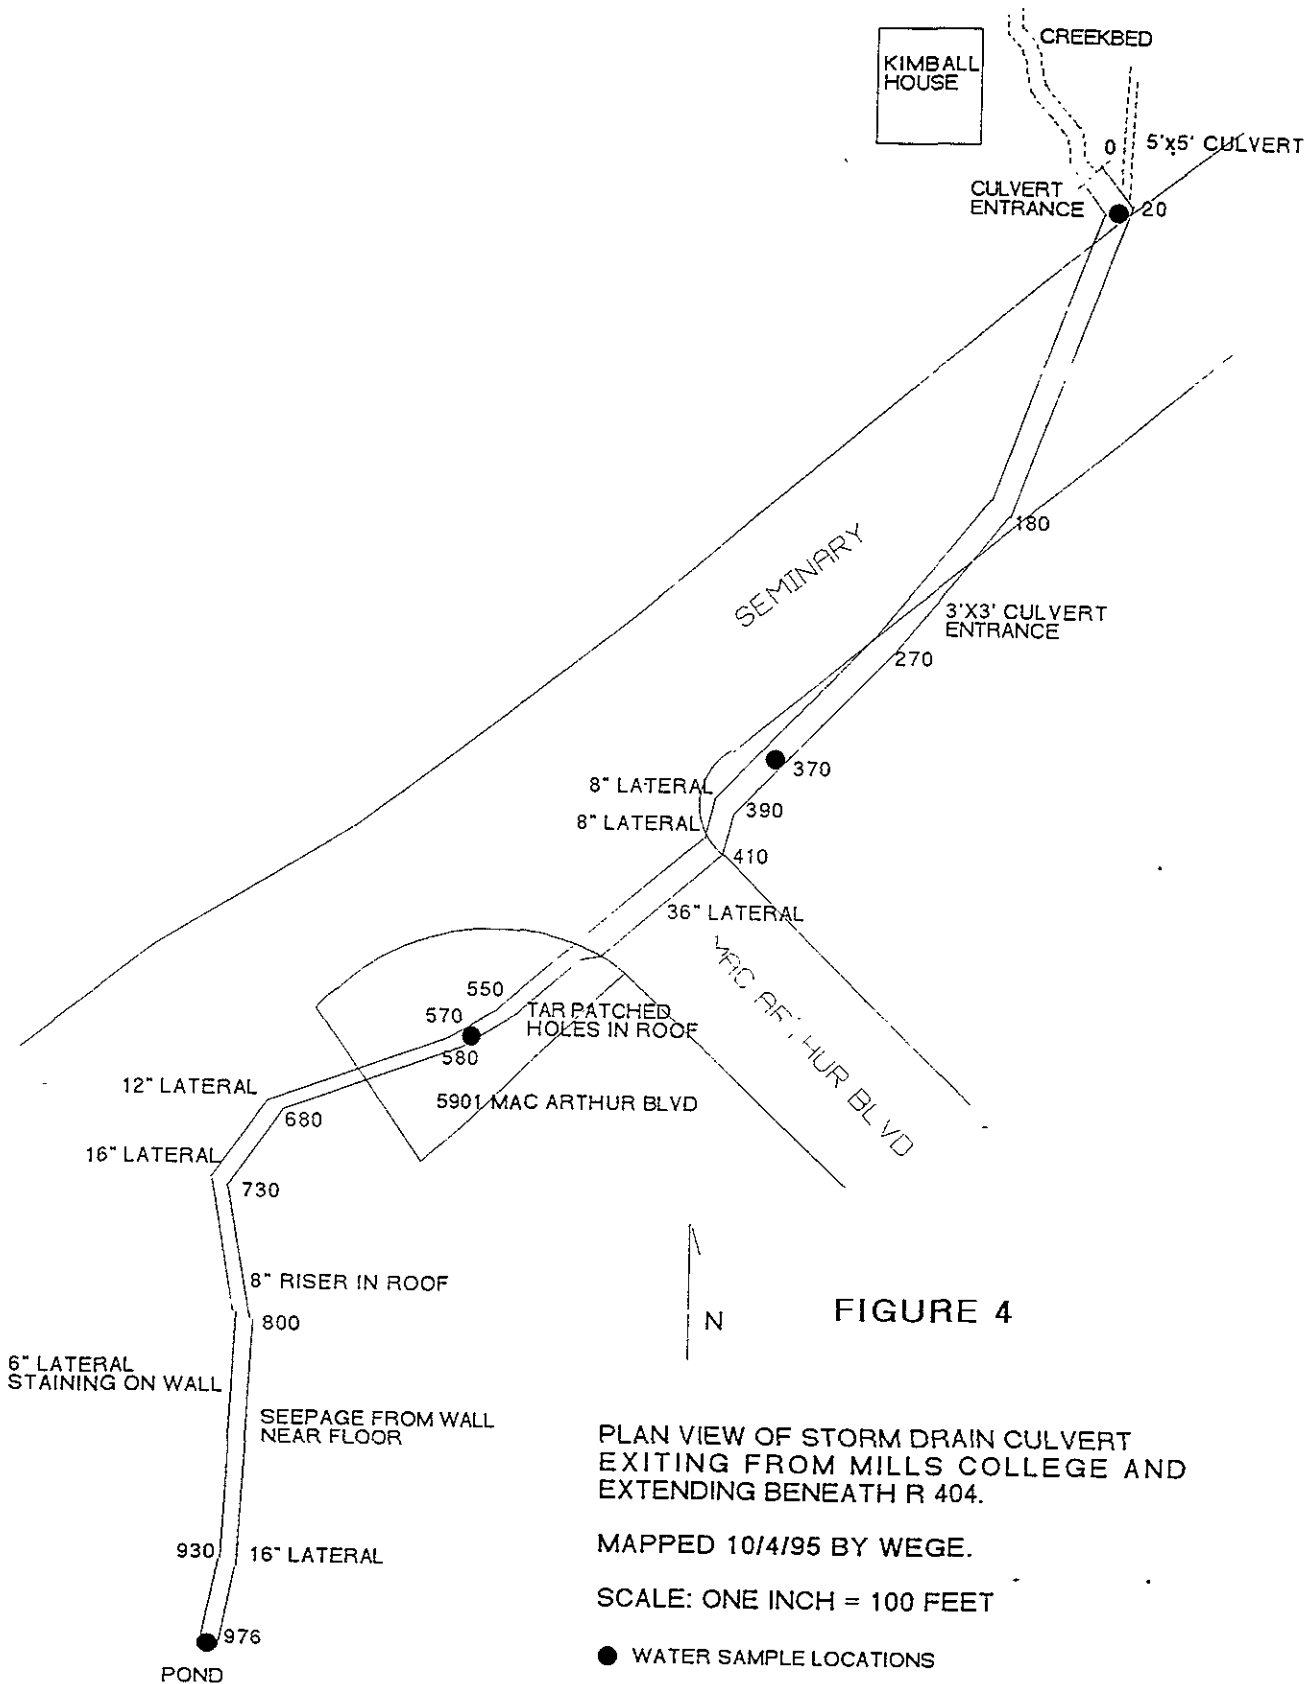 CREEKBED
KIMBALL
HOUSE
0
5'x5' CULVERT
CULVERT
ENTRANCE
20
SEMINARY
180
3'X3' CULVERT
ENTRANCE
270
370
8" LATERAL
390
8" LATERAL
410
36" LATERAL
MAC ARTHUR BLVD
550
570
TAR PATCHED
HOLES IN ROOF
580
12" LATERAL
5901 MAC ARTHUR BLVD
680
16" LATERAL
730
8" RISER IN ROOF
800
N
FIGURE 4
6" LATERAL
STAINING ON WALL
SEEPAGE FROM WALL
NEAR FLOOR
PLAN VIEW OF STORM DRAIN CULVERT
EXITING FROM MILLS COLLEGE AND
EXTENDING BENEATH R 404.
MAPPED 10/4/95 BY WEGE.
930
16" LATERAL
SCALE: ONE INCH = 100 FEET
976
WATER SAMPLE LOCATIONS
POND